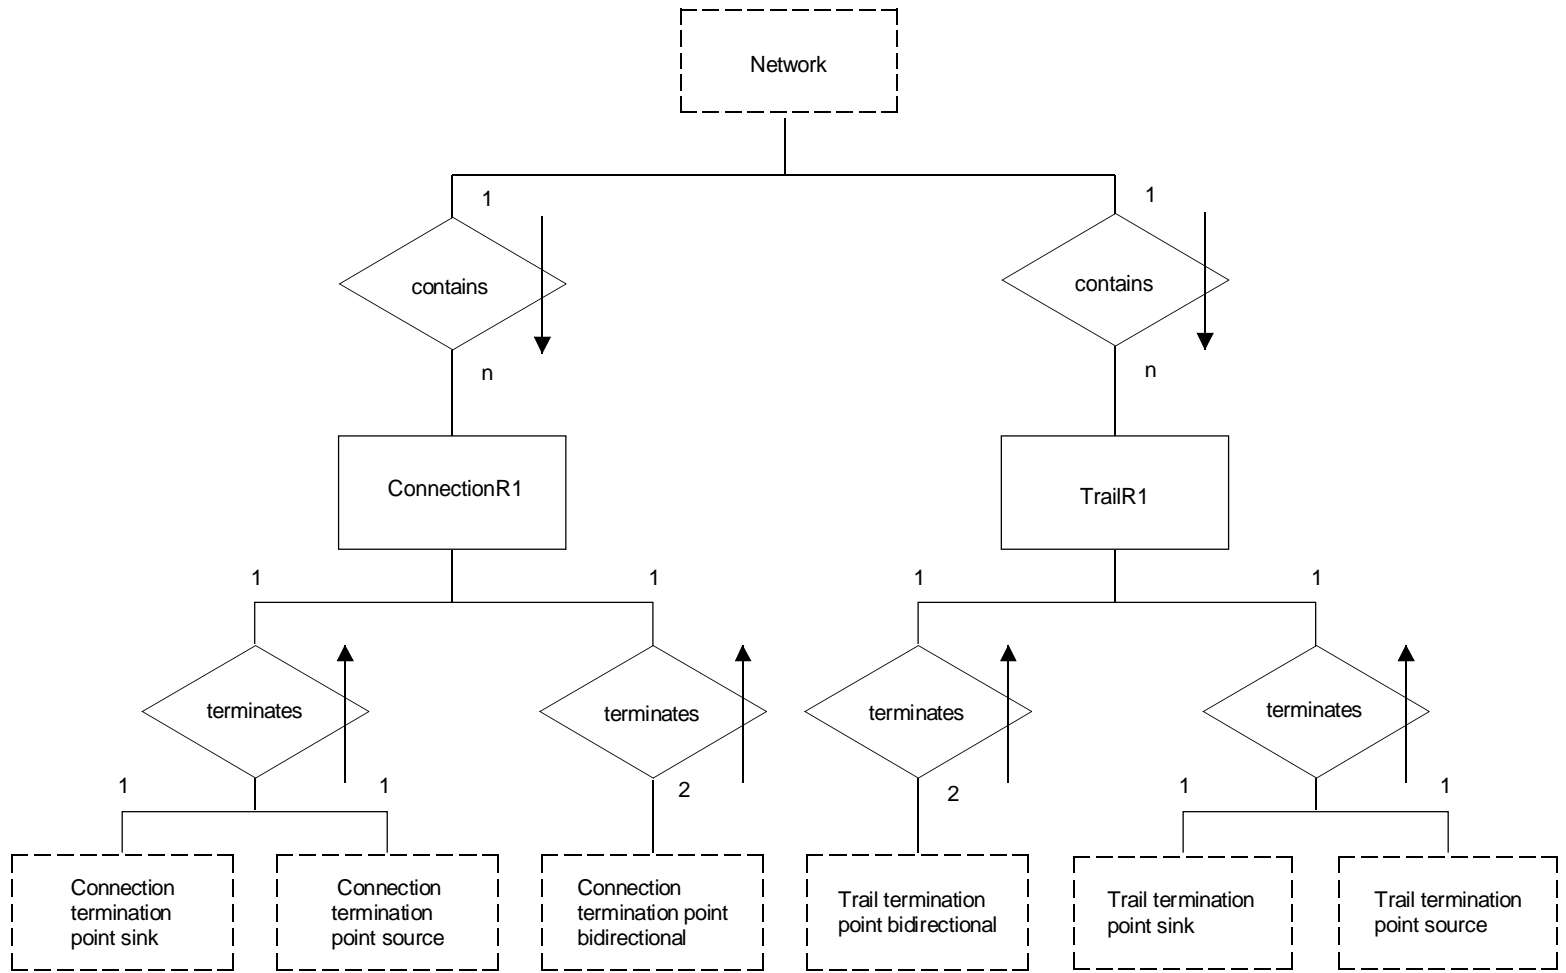 Network
1
1
contains
contains
n
n
ConnectionR1
TrailR1
1
1
1
1
terminates
terminates
terminates
terminates
1
1
2
2
1
1
Connection
termination
point sink
Connection
termination
point source
Connection
termination point
bidirectional
Trail termination
point bidirectional
Trail termination
point sink
Trail termination
point source